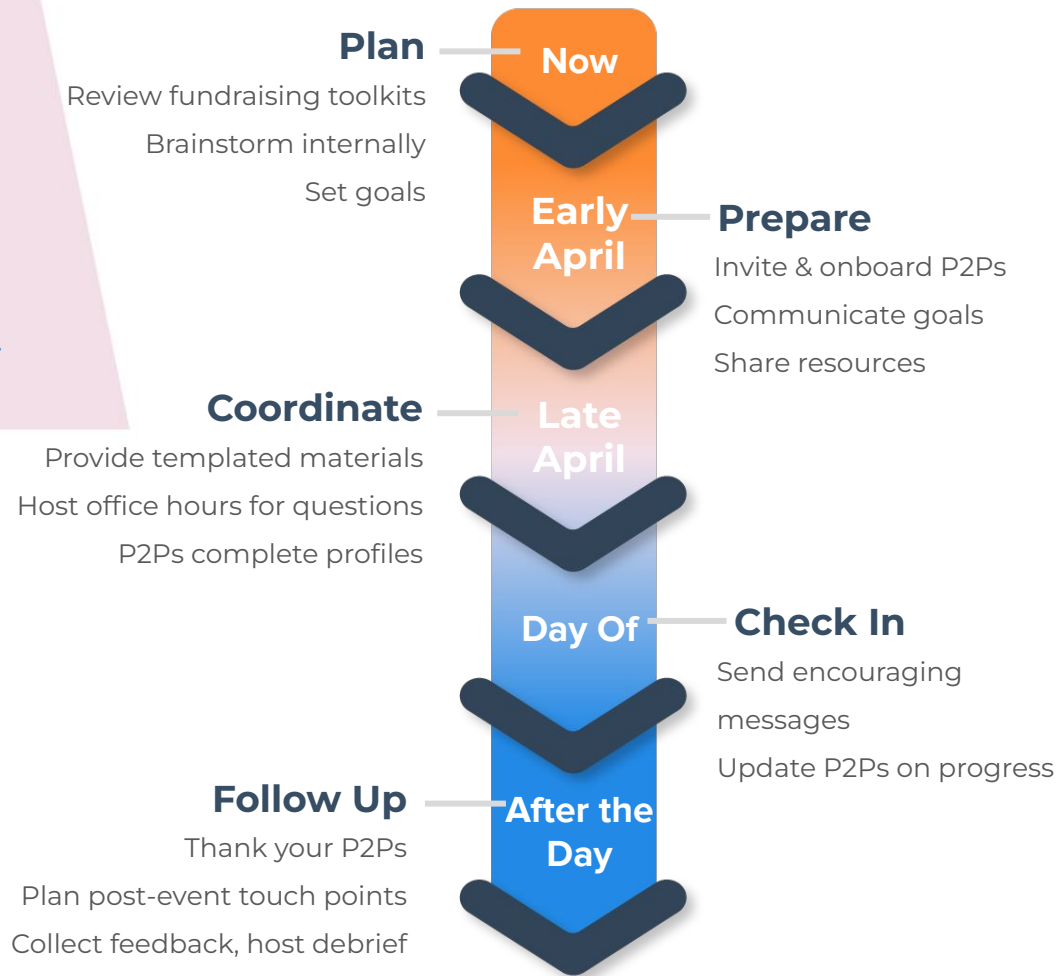 Plan
Now
Review fundraising toolkits
Brainstorm internally
Set goals
Early
April
Prepare
Invite & onboard P2Ps
Communicate goals
Share resources
Coordinate
Late
April
Provide templated materials
Host office hours for questions
P2Ps complete profiles
Day Of
Check In
Send encouraging
messages
Update P2Ps on progress
Follow Up
After the
Day
Thank your P2Ps
Plan post-event touch points
Collect feedback, host debrief